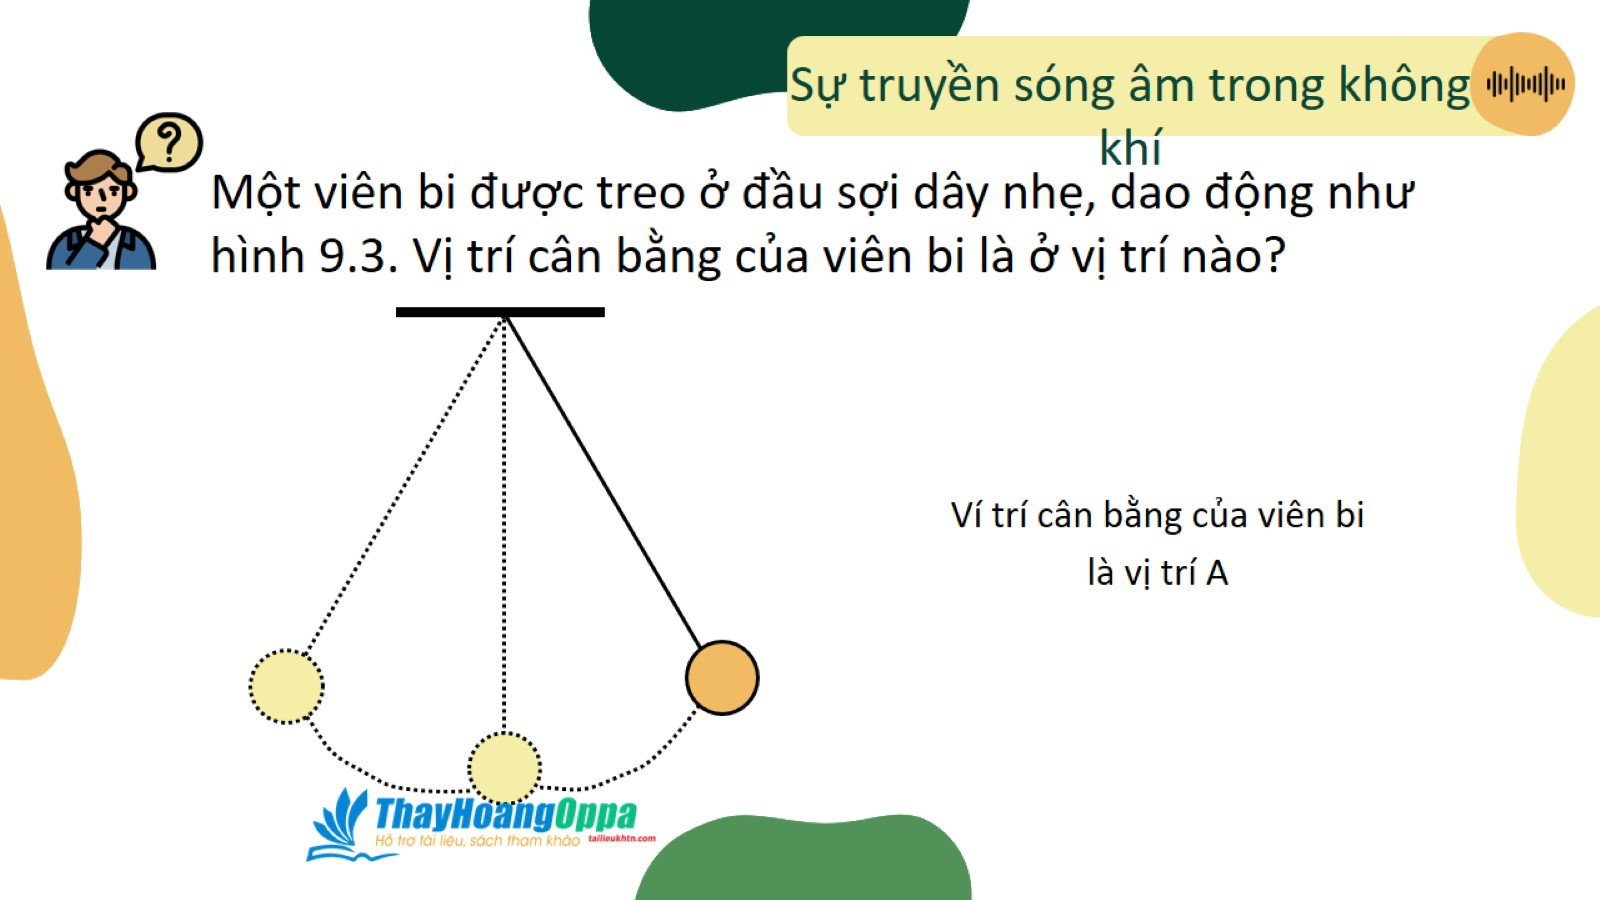 Sự truyền sóng âm trong không
khí
?
Một viên bi được treo ở đầu sợi dây nhẹ, dao động như
hình 9.3. Vị trí cân bằng của viên bi là ở vị trí nào?
Ví trí cân bằng của viên bi
là vị trí A
ThayHoangOppa
Hỗ trợ tài liệu, sách tham khảo tailieukhtn.com